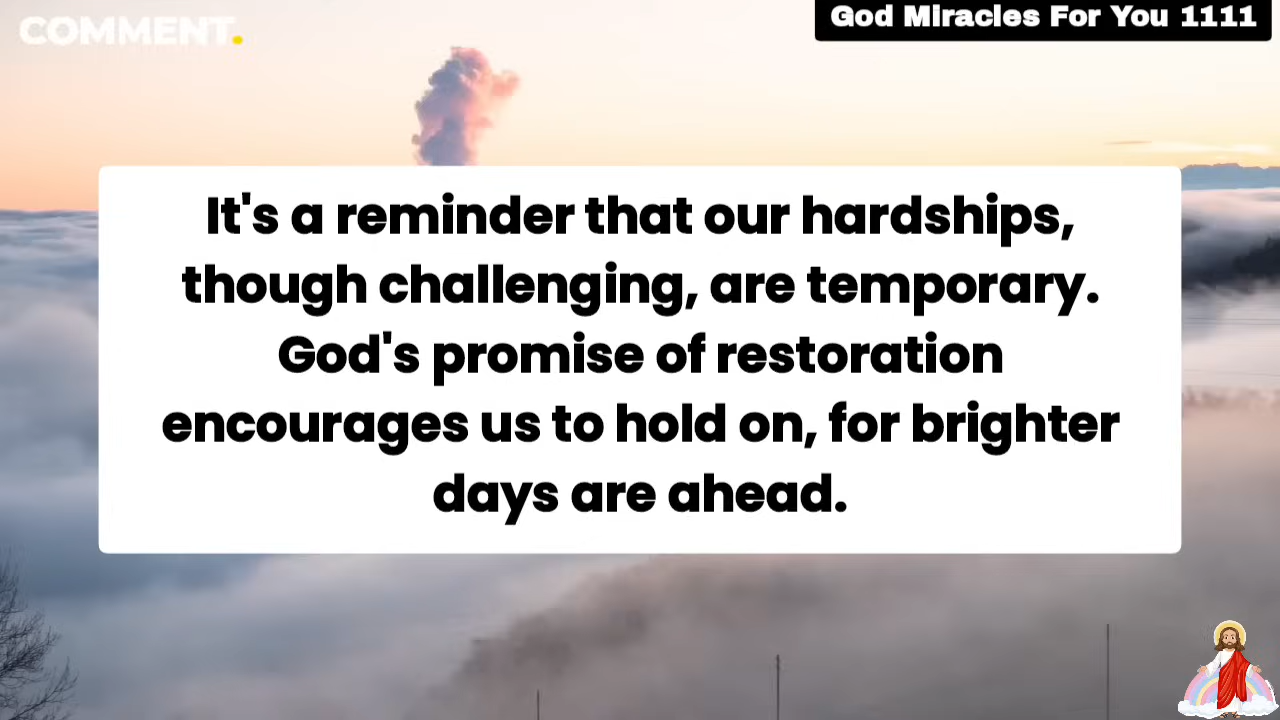 COMMENT.
God Miracles For You 1111
It's a reminder that our hardships,
though challenging, are temporary.
God's promise of restoration
encourages us to hold on, for brighter
days are ahead.